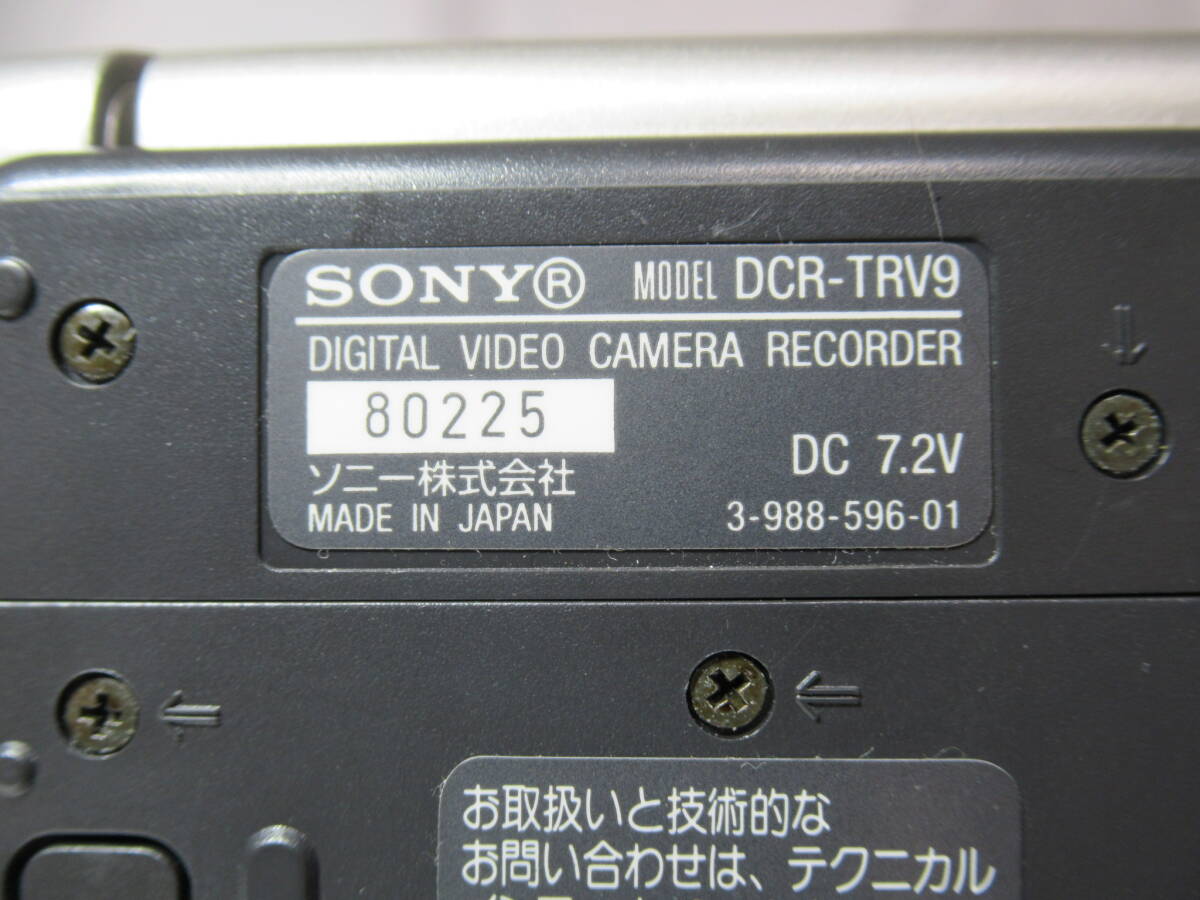 SONY® MODEL DCR-TRV9
DIGITAL VIDEO CAMERA RECORDER
80225
DC 7.2V
ソニー株式会社
MADE IN JAPAN 3-988-596-01
お取扱いと技術的な
お問い合わせは、テクニカル